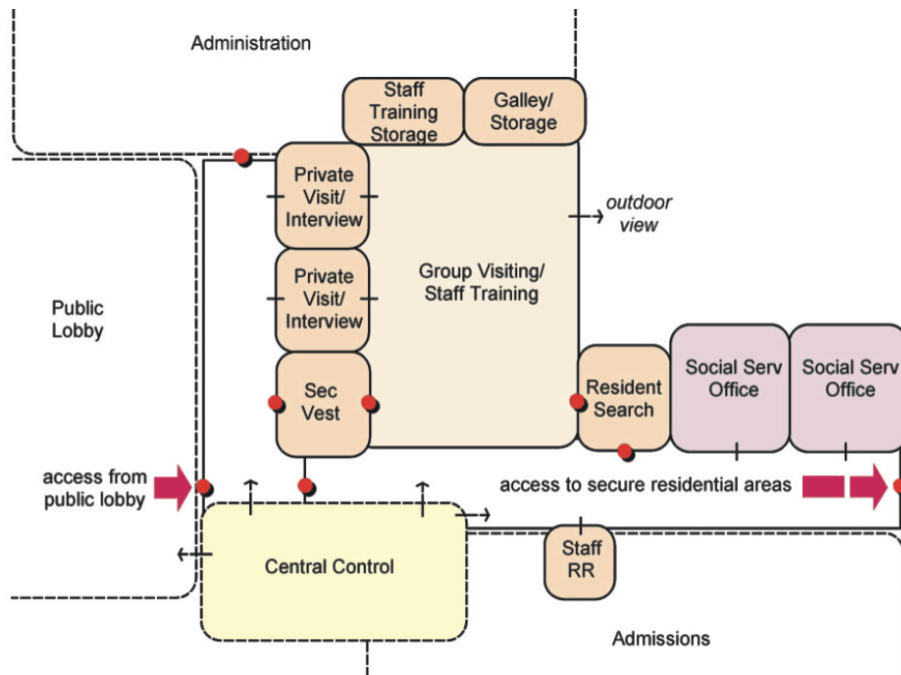 Administration
Staff
Training
Storage
Galley/
Storage
Private
Visit/
Interview
outdoor
view
Group Visiting/
Staff Training
Private
Visit/
Interview
Public
Lobby
Sec
Vest
Resident
Search
Social Serv
Office
Social Serv
Office
access from
public lobby
access to secure residential areas
Central Control
Staff
RR
Admissions